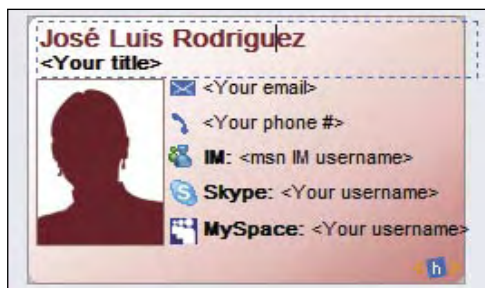 José Luis Rodriguez
<Your title>
<Your email>
<Your phone #>
IM: <msn IM username>
Skype: <Your username>
MySpace: <Your username>
h